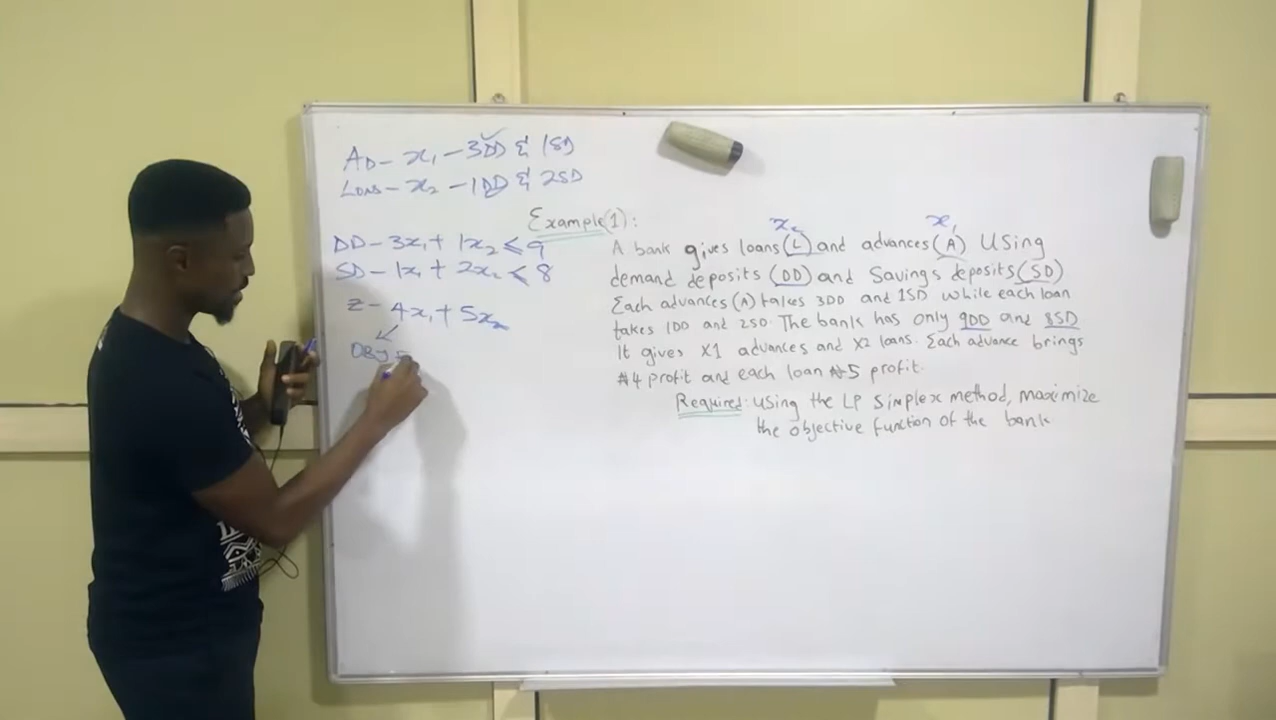 AD - x1 - 3DD & 1SD
Loans - x2 - 1DD & 2SD
DD - 3x1 + 1x2 ≤ 9
SD - 1x1 + 2x2 ≤ 8
Z - 4x1 + 5x2
OBJ
Example(1):
x2 x1
A bank gives loans (L) and advances (A) Using
demand deposits (DD) and Savings deposits (SD)
Each advances (A) takes 3DD and 1SD while each loan
takes 1DD and 2SD. The bank has only 9DD and 8SD
It gives X1 advances and X2 loans. Each advance brings
₦4 profit and each loan ₦5 profit.
Required: Using the LP Simplex method, maximize
the objective function of the bank